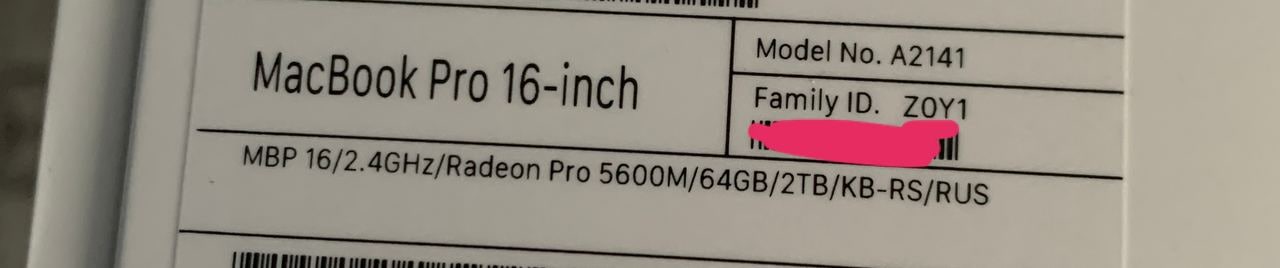 MacBook Pro 16-inch
Model No. A2141
Family ID. Z0Y1
MBP 16/2.4GHz/Radeon Pro 5600M/64GB/2TB/KB-RS/RUS